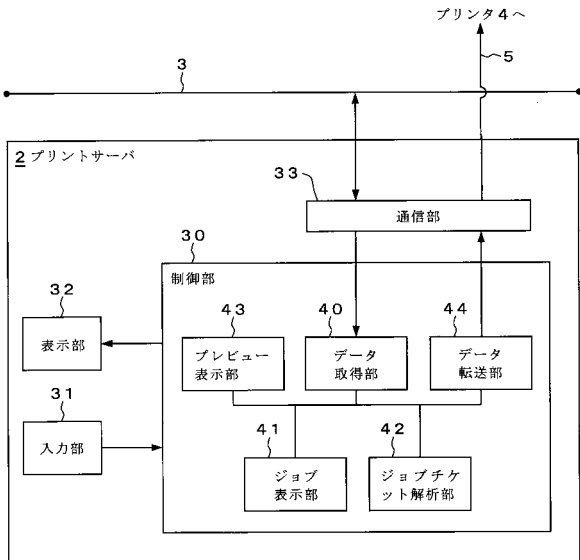 プリンタ4へ
5
3
2 プリントサーバ
33
通信部
30
制御部
32
表示部
43
プレビュー
表示部
40
データ
取得部
44
データ
転送部
31
入力部
41
ジョブ
表示部
42
ジョブチケ
ット解析部